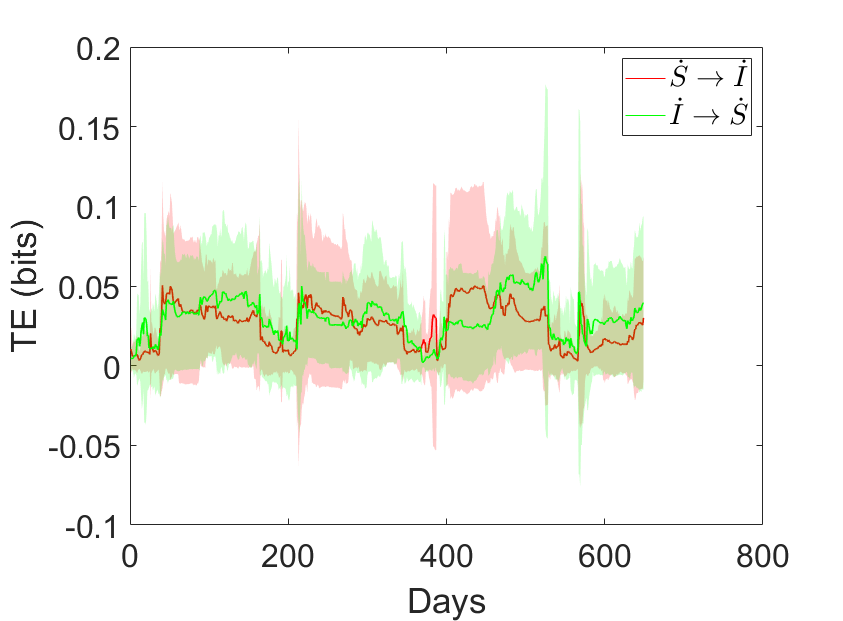 0.2
0.15
0.1
0.05
0
-0.05
-0.1
TE (bits)
Ṡ → İ
İ → Ṡ
0 200 400 600 800
Days